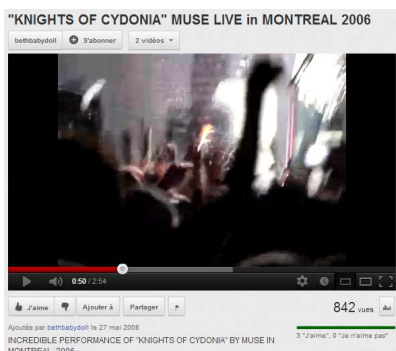 "KNIGHTS OF CYDONIA" MUSE LIVE in MONTREAL 2006
bethbabydoll S'abonner 2 vidéos
0:50 / 2:54
J'aime Ajouter à Partager 842 vues
Ajoutée par bethbabydoll le 27 mai 2008
3 "J'aime", 0 "Je n'aime pas"
INCREDIBLE PERFORMANCE OF "KNIGHTS OF CYDONIA" BY MUSE IN
MONTREAL, 2006